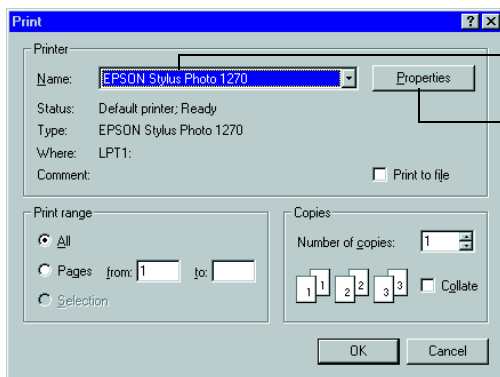 Print
Printer
Name: EPSON Stylus Photo 1270 Properties
Status: Default printer; Ready
Type: EPSON Stylus Photo 1270
Where: LPT1:
Comment: Print to file
Print range
All
Pages from: 1 to:
Selection
Copies
Number of copies: 1
1 1 2 2 3 3 Collate
OK Cancel